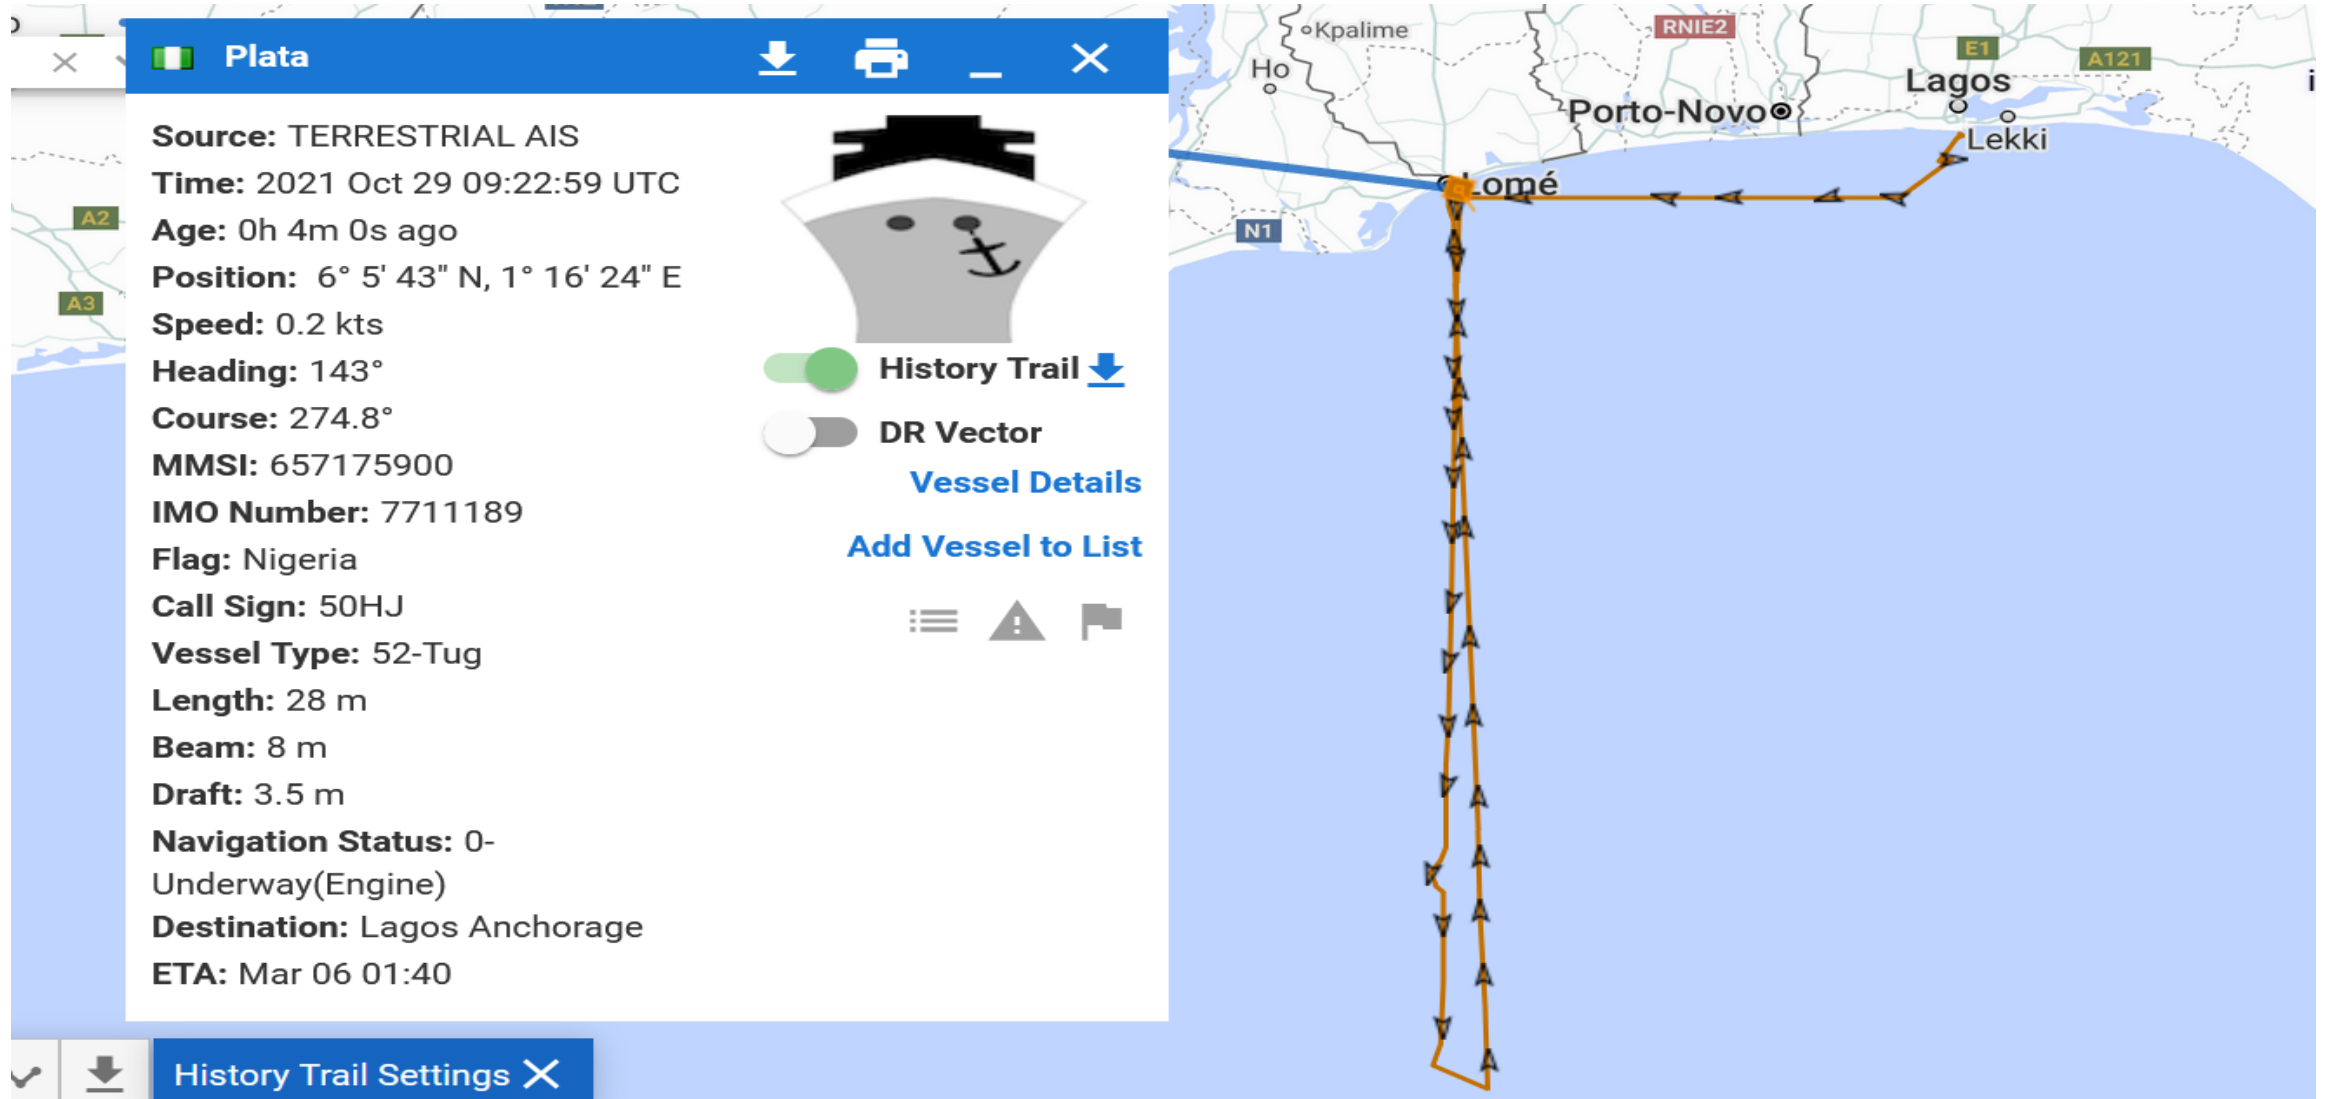 Plata
Source: TERRESTRIAL AIS
Time: 2021 Oct 29 09:22:59 UTC
Age: 0h 4m 0s ago
Position: 6° 5' 43" N, 1° 16' 24" E
Speed: 0.2 kts
Heading: 143°
Course: 274.8°
MMSI: 657175900
IMO Number: 7711189
Flag: Nigeria
Call Sign: 50HJ
Vessel Type: 52-Tug
Length: 28 m
Beam: 8 m
Draft: 3.5 m
Navigation Status: 0-
Underway(Engine)
Destination: Lagos Anchorage
ETA: Mar 06 01:40
History Trail
DR Vector
Vessel Details
Add Vessel to List
History Trail Settings
A2
A3
Kpalime
Ho
RNIE2
E1
A121
Lagos
Porto-Novo
Lekki
Lomé
N1